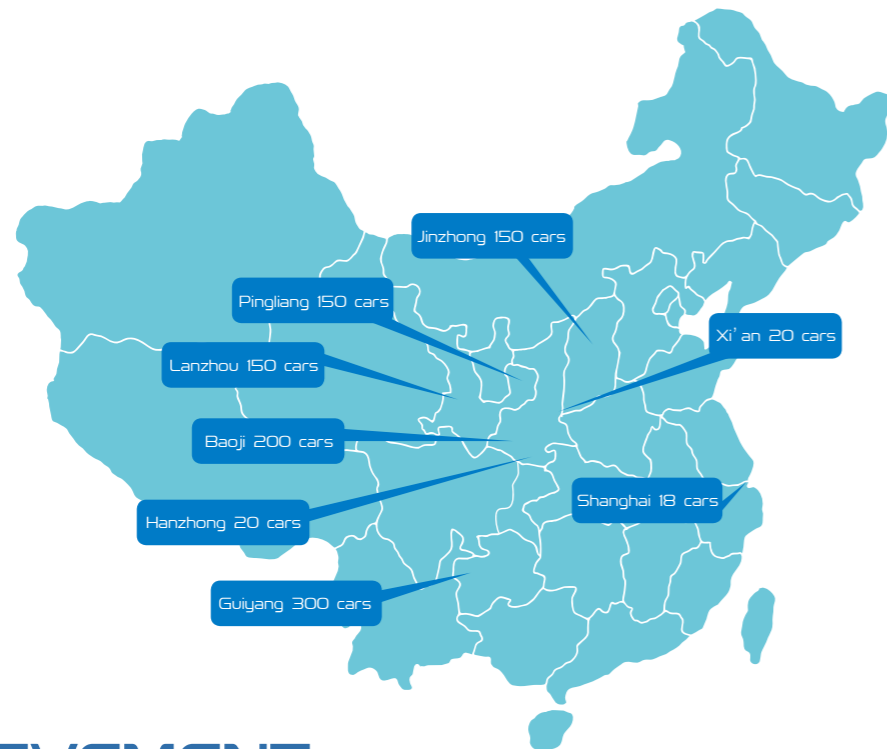 Jinzhong 150 cars
Pingliang 150 cars
Xi’an 20 cars
Lanzhou 150 cars
Baoji 200 cars
Shanghai 18 cars
Hanzhong 20 cars
Guiyang 300 cars